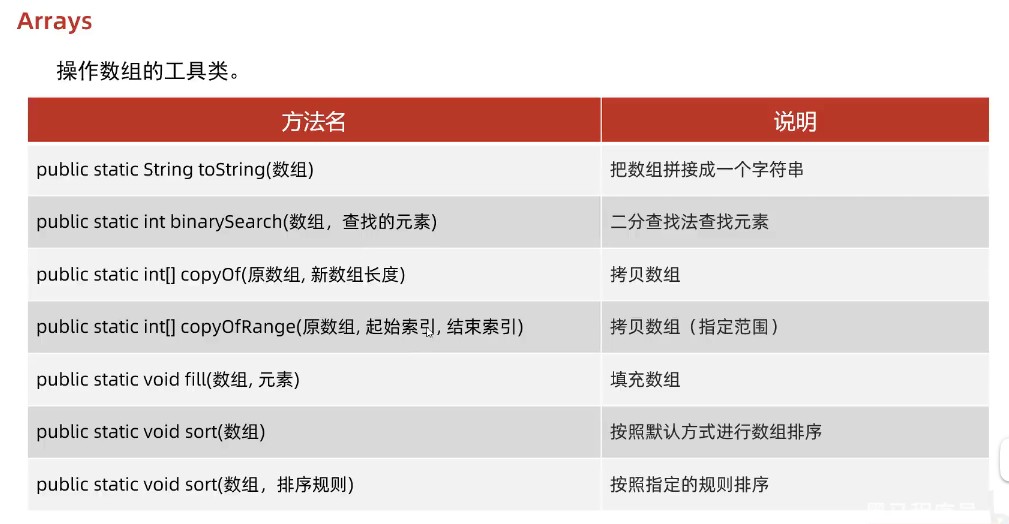 Arrays
操作数组的工具类。
方法名 说明
public static String toString(数组) 把数组拼接成一个字符串
public static int binarySearch(数组，查找的元素) 二分查找法查找元素
public static int[] copyOf(原数组, 新数组长度) 拷贝数组
public static int[] copyOfRange(原数组, 起始索引, 结束索引) 拷贝数组（指定范围）
public static void fill(数组, 元素) 填充数组
public static void sort(数组) 按照默认方式进行数组排序
public static void sort(数组，排序规则) 按照指定的规则排序